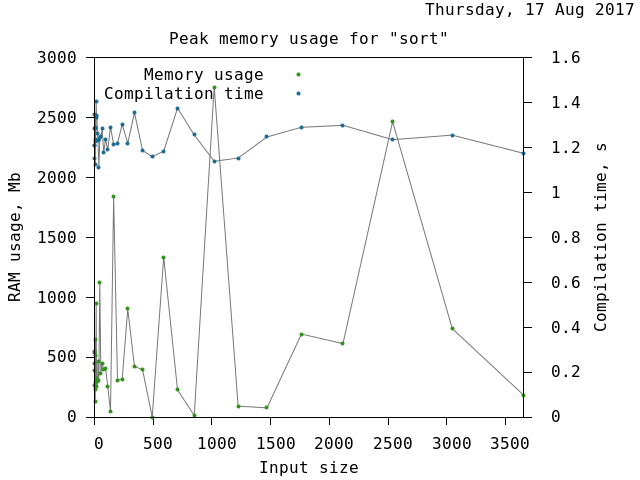 Thursday, 17 Aug 2017
Peak memory usage for "sort"
3000
2500
2000
1500
1000
500
0
RAM usage, Mb
Memory usage
Compilation time
1.6
1.4
1.2
1
0.8
0.6
0.4
0.2
0
Compilation time, s
0 500 1000 1500 2000 2500 3000 3500
Input size